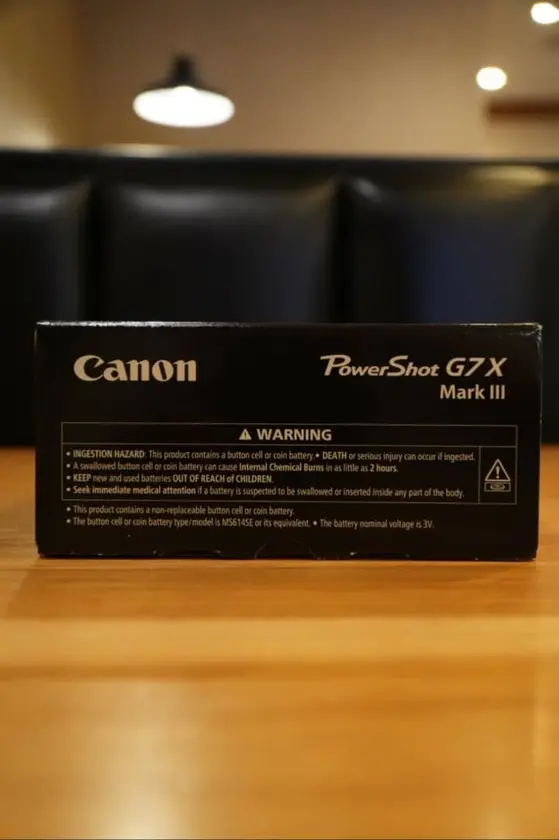 Canon
PowerShot G7 X
Mark III
⚠ WARNING
• INGESTION HAZARD: This product contains a button cell or coin battery. • DEATH or serious injury can occur if ingested.
• A swallowed button cell or coin battery can cause Internal Chemical Burns in as little as 2 hours.
• KEEP new and used batteries OUT OF REACH of CHILDREN.
• Seek immediate medical attention if a battery is suspected to be swallowed or inserted inside any part of the body.
• This product contains a non-replaceable button cell or coin battery.
• The button cell or coin battery type/model is MS614SE or its equivalent. • The battery nominal voltage is 3V.